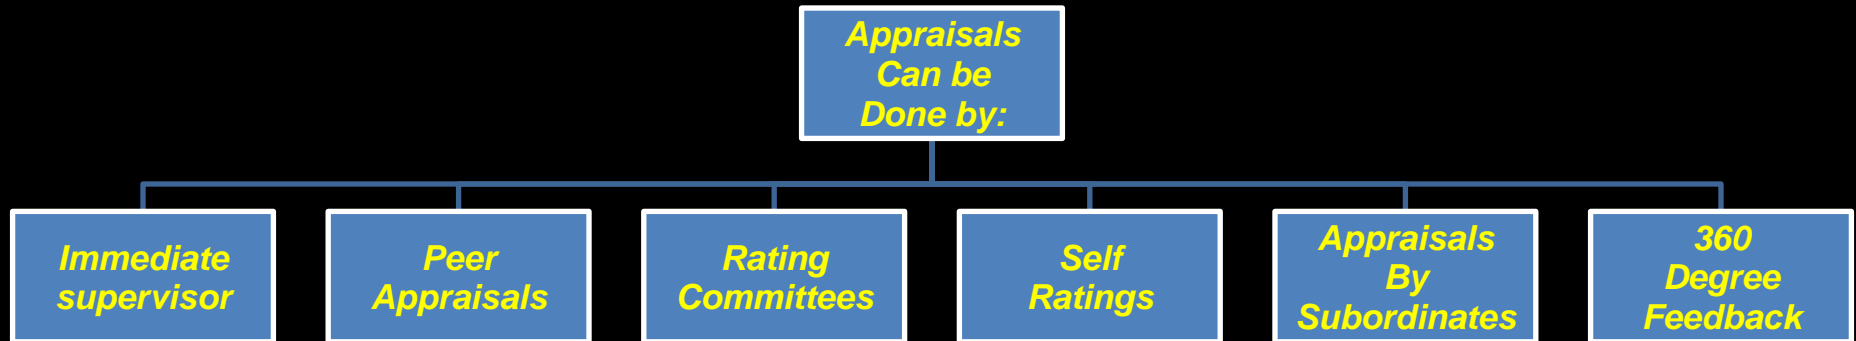 Appraisals
Can be
Done by:
Immediate
supervisor
Peer
Appraisals
Rating
Committees
Self
Ratings
Appraisals
By
Subordinates
360
Degree
Feedback